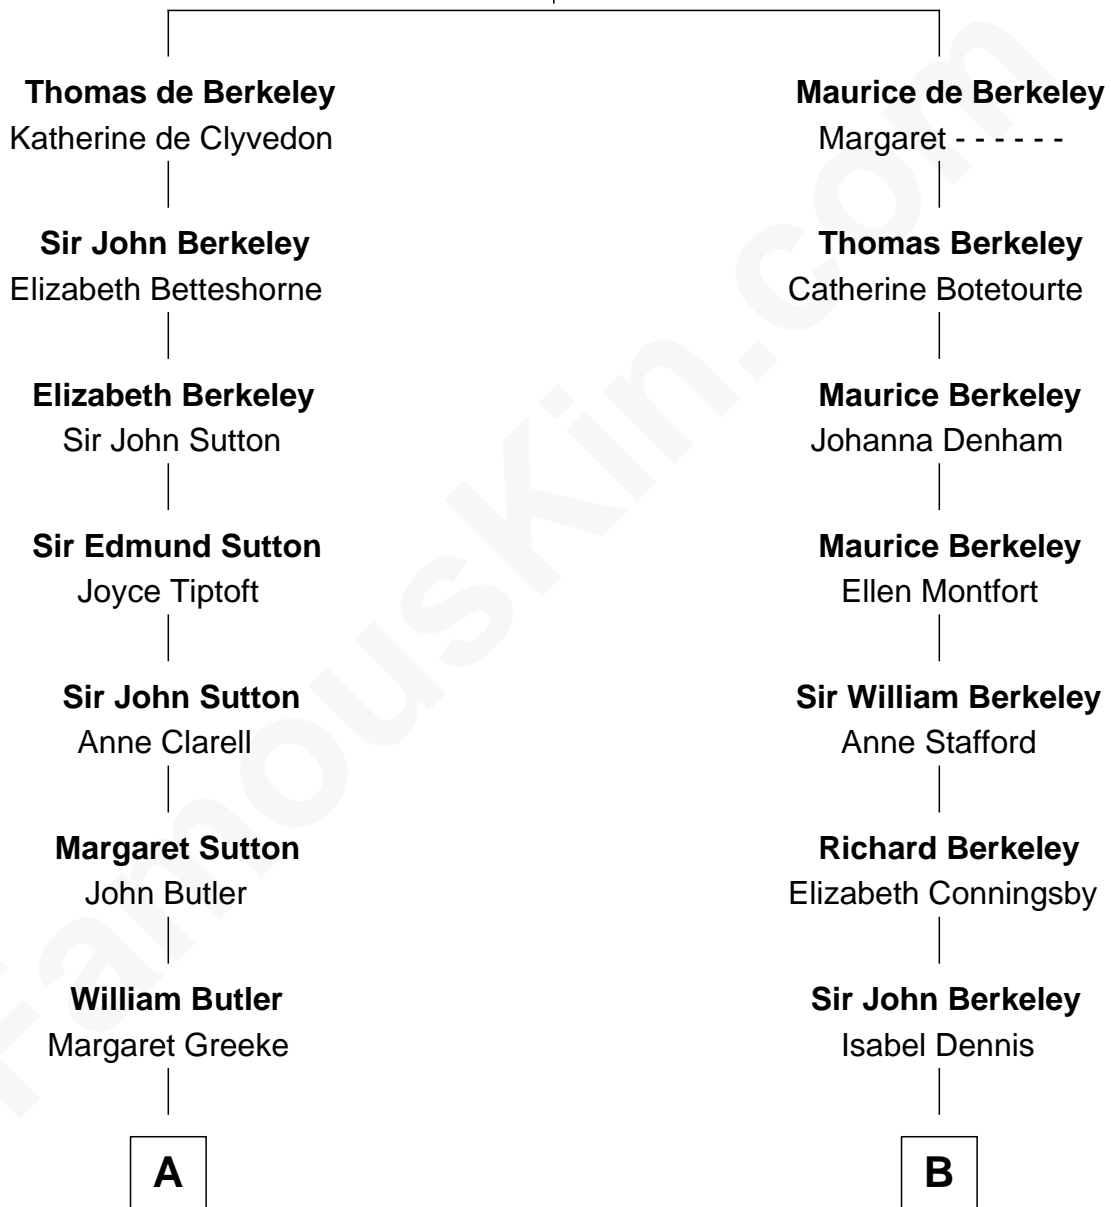 Thomas de Berkeley
Katherine de Clyvedon
Sir John Berkeley
Elizabeth Betteshorne
Elizabeth Berkeley
Sir John Sutton
Sir Edmund Sutton
Joyce Tiptoft
Sir John Sutton
Anne Clarell
Margaret Sutton
John Butler
William Butler
Margaret Greeke
A
Maurice de Berkeley
Margaret - - - - - -
Thomas Berkeley
Catherine Botetourte
Maurice Berkeley
Johanna Denham
Maurice Berkeley
Ellen Montfort
Sir William Berkeley
Anne Stafford
Richard Berkeley
Elizabeth Conningsby
Sir John Berkeley
Isabel Dennis
B
FamousKin.com